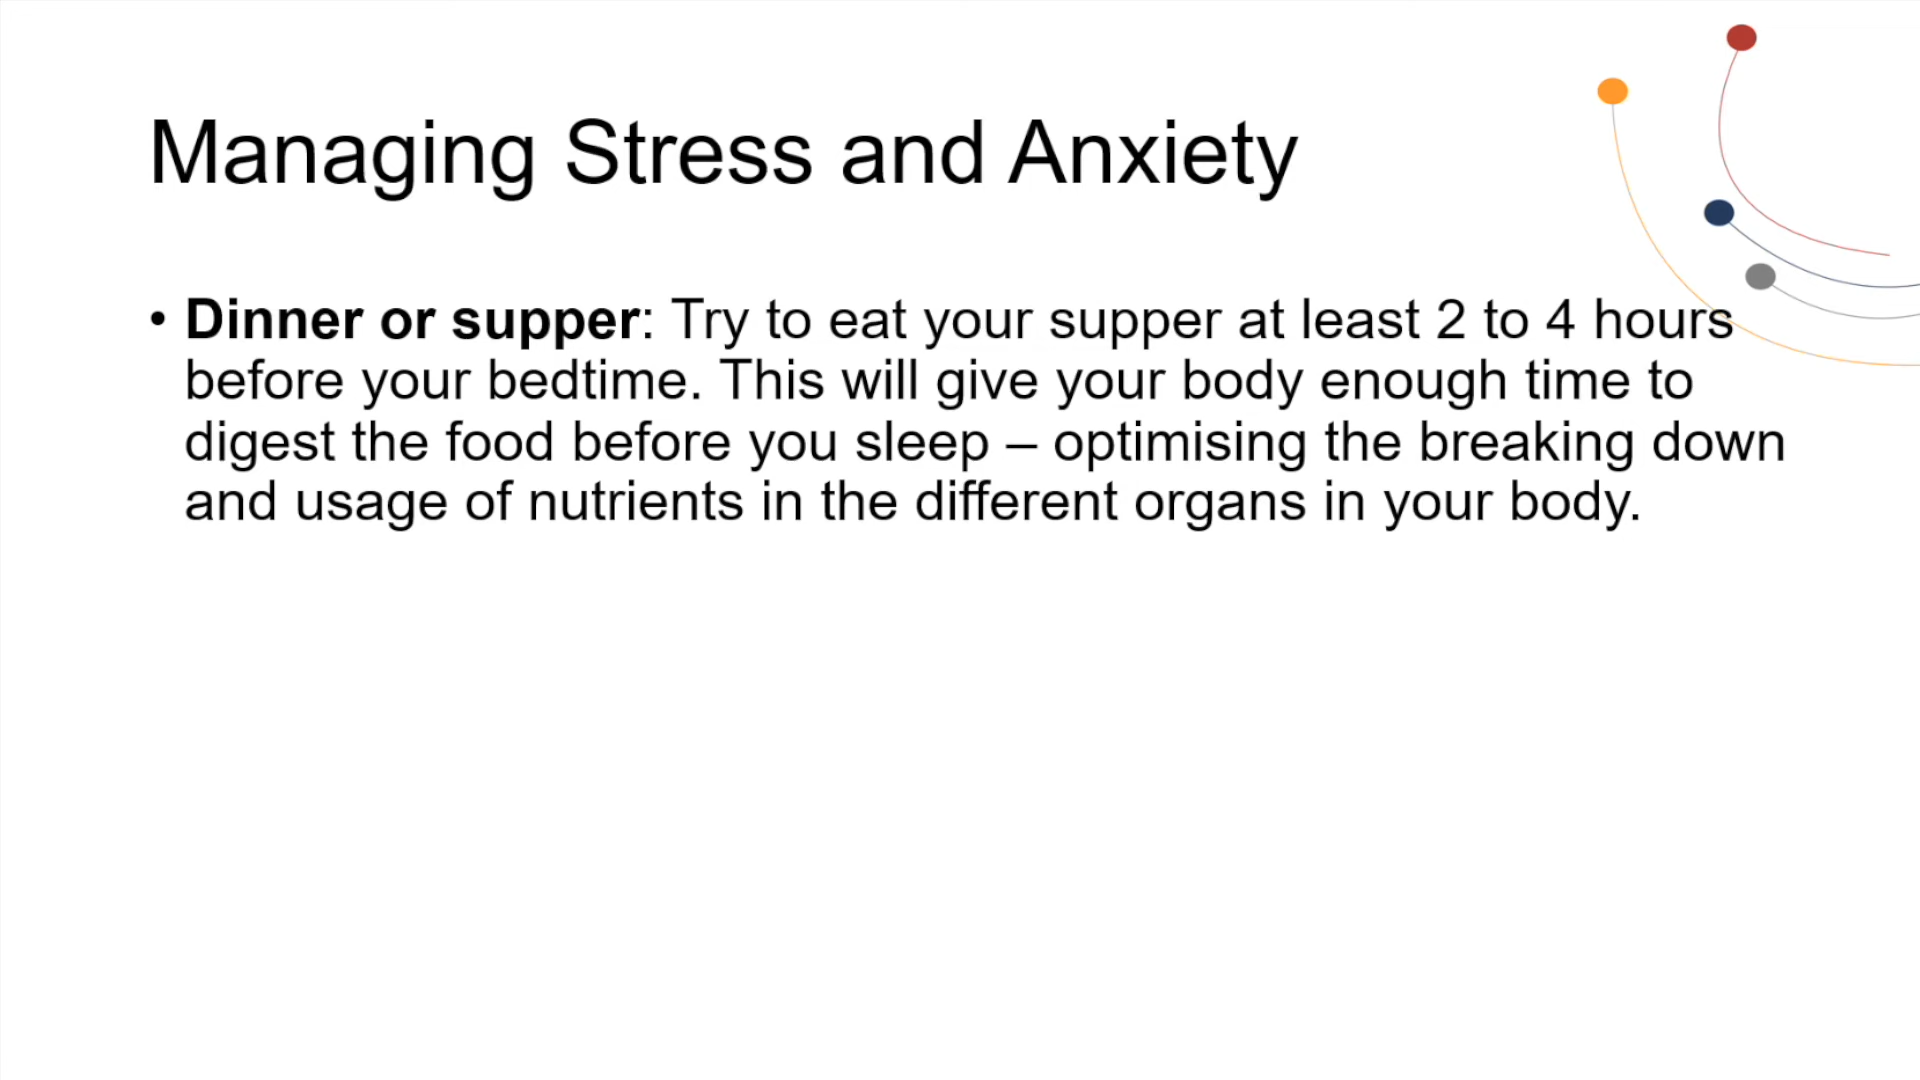 Managing Stress and Anxiety
• Dinner or supper: Try to eat your supper at least 2 to 4 hours
before your bedtime. This will give your body enough time to
digest the food before you sleep – optimising the breaking down
and usage of nutrients in the different organs in your body.